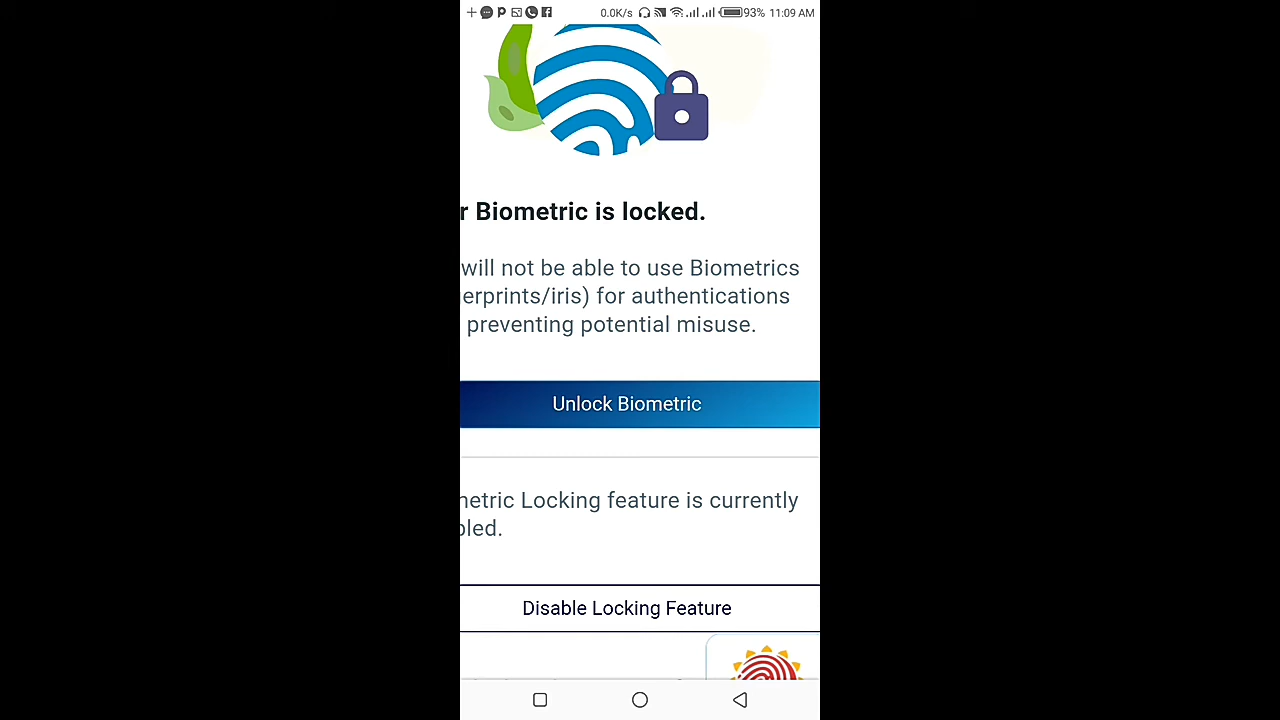 0.0K/s 93% 11:09 AM
r Biometric is locked.
will not be able to use Biometrics
erprints/iris) for authentications
preventing potential misuse.
Unlock Biometric
netric Locking feature is currently
bled.
Disable Locking Feature